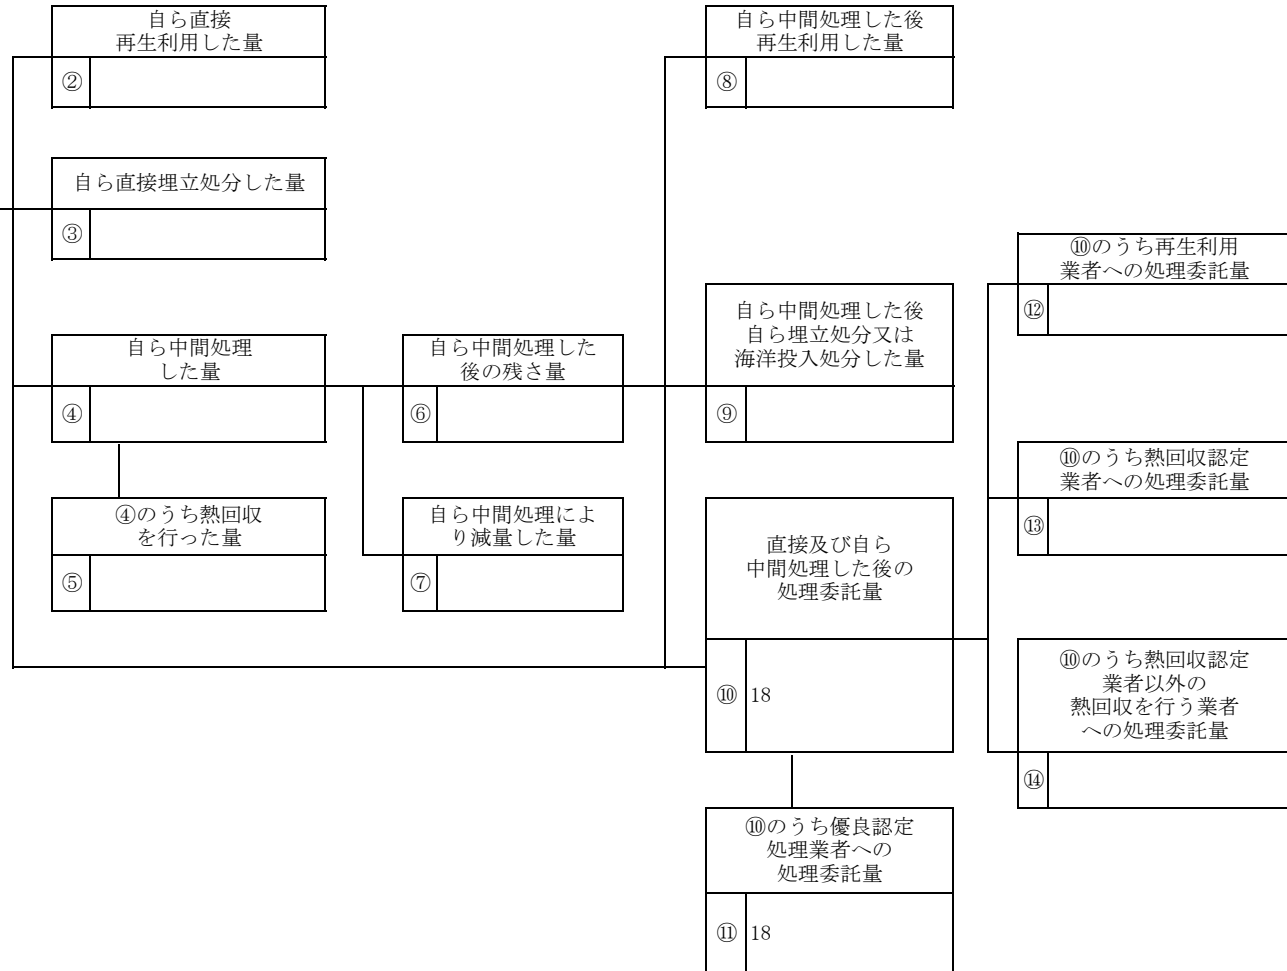 自ら直接
再生利用した量
②
自ら直接埋立処分した量
③
自ら中間処理
した量
④
④のうち熱回収
を行った量
⑤
自ら中間処理した
後の残さ量
⑥
自ら中間処理によ
り減量した量
⑦
自ら中間処理した後
再生利用した量
⑧
自ら中間処理した後
自ら埋立処分又は
海洋投入処分した量
⑨
直接及び自ら
中間処理した後の
処理委託量
⑩ 18
⑩のうち優良認定
処理業者への
処理委託量
⑪ 18
⑩のうち再生利用
業者への処理委託量
⑫
⑩のうち熱回収認定
業者への処理委託量
⑬
⑩のうち熱回収認定
業者以外の
熱回収を行う業者
への処理委託量
⑭